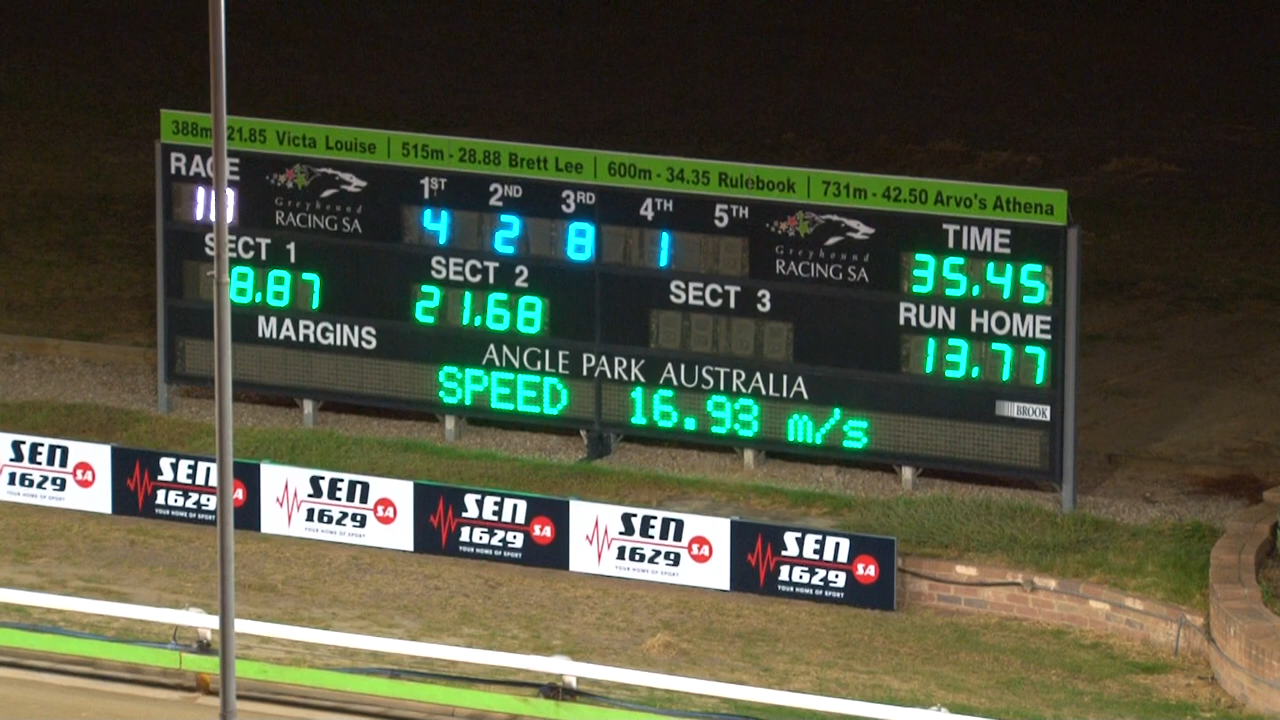 388m 21.85 Victa Louise | 515m - 28.88 Brett Lee | 600m - 34.35 Rulebook | 731m - 42.50 Arvo's Athena
RACE 1ST 2ND 3RD 4TH 5TH TIME
10 Greyhound RACING SA 4 2 8 1 Greyhound RACING SA 35.45
SECT 1 SECT 2 SECT 3 RUN HOME
8.87 21.68 13.77
MARGINS ANGLE PARK AUSTRALIA
SPEED 16.93 m/s
BROOK
SEN 1629 SA YOUR HOME OF SPORT
SEN 1629
SEN 1629 SA YOUR HOME OF SPORT
SEN 1629 SA YOUR HOME OF SPORT
SEN 1629 SA YOUR HOME OF SPORT
SEN 1629 SA YOUR HOME OF SPORT